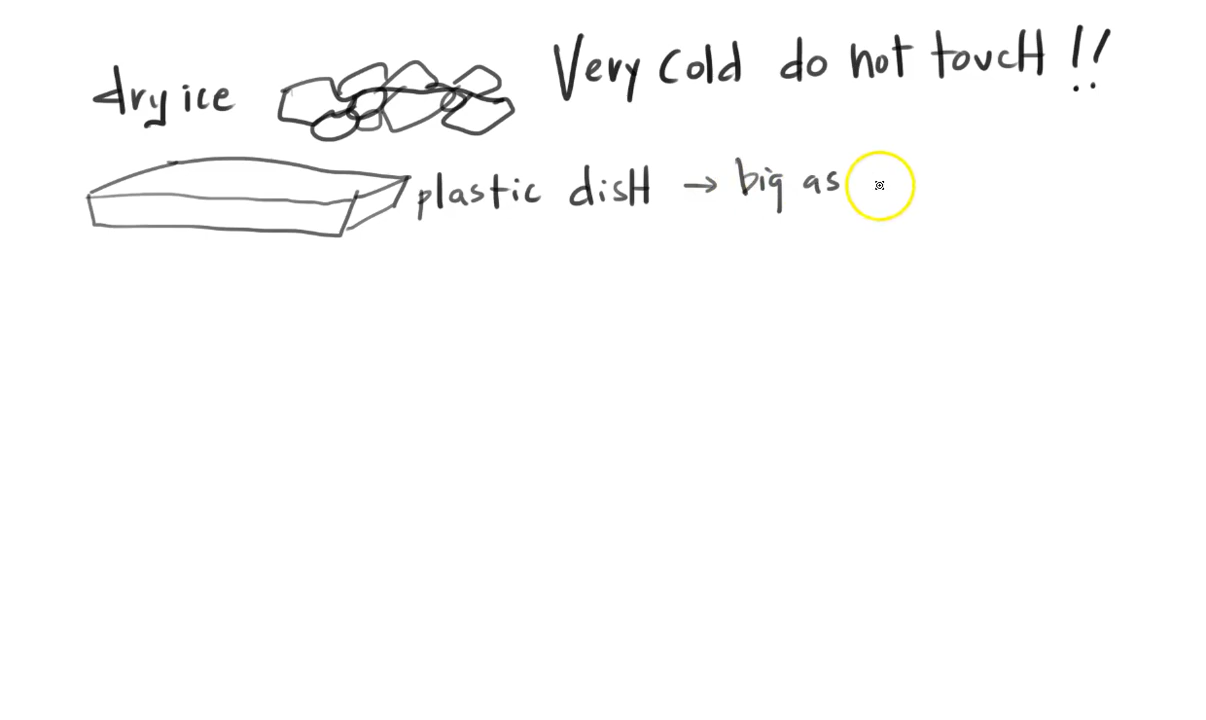 dry ice Very cold do not toucH !!
plastic disH → big as